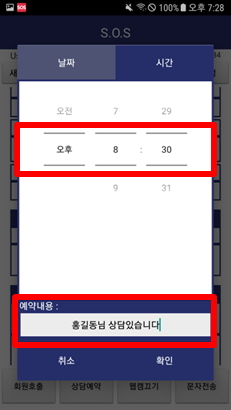 SOS 100% 오후 7:28
S.O.S
날짜 시간
오전 7 29
오후 8 : 30
9 31
예약내용 :
홍길동님 상담있습니다
취소 확인
회원호출 상담예약 웹캠끄기 문자전송